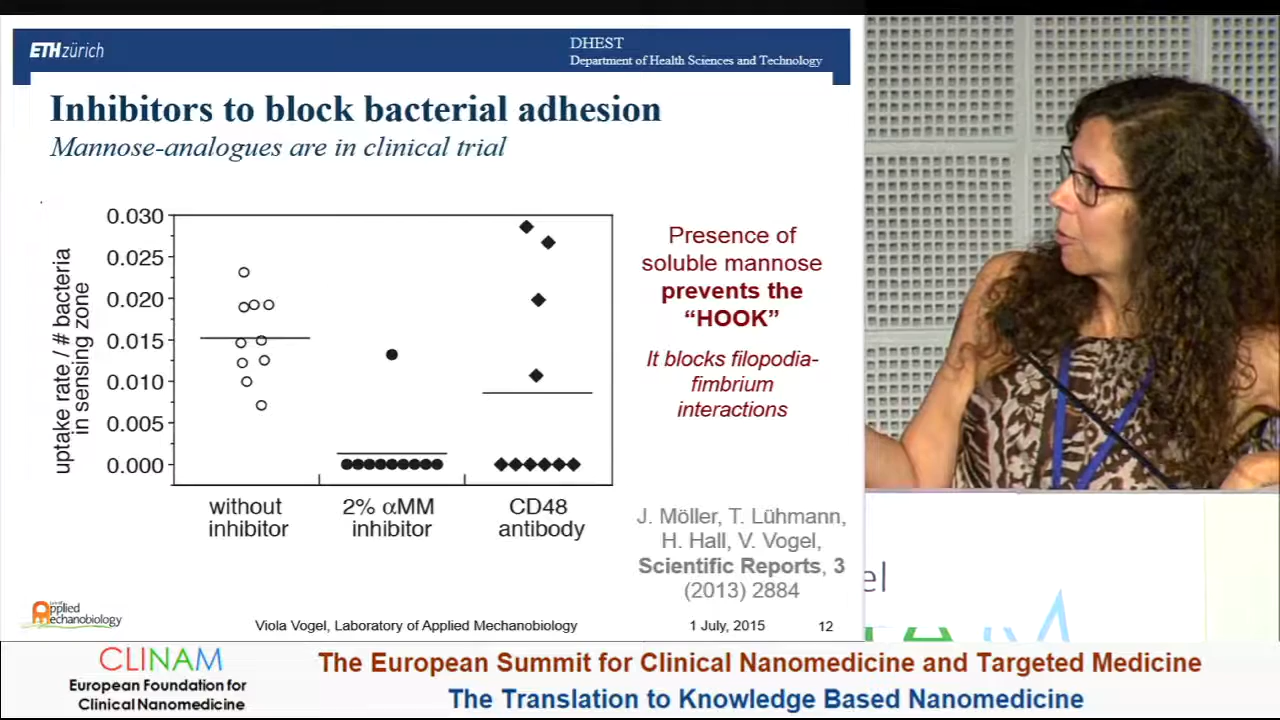 ETH zürich
DHEST
Department of Health Sciences and Technology
Inhibitors to block bacterial adhesion
Mannose-analogues are in clinical trial
uptake rate / # bacteria
in sensing zone
0.030
0.025
0.020
0.015
0.010
0.005
0.000
without
inhibitor
2% αMM
inhibitor
CD48
antibody
Presence of
soluble mannose
prevents the
“HOOK”
It blocks filopodia-
fimbrium
interactions
J. Möller, T. Lühmann,
H. Hall, V. Vogel,
Scientific Reports, 3
(2013) 2884
Applied
Mechanobiology
Viola Vogel, Laboratory of Applied Mechanobiology
1 July, 2015
12
el
CLINAM
European Foundation for
Clinical Nanomedicine
The European Summit for Clinical Nanomedicine and Targeted Medicine
The Translation to Knowledge Based Nanomedicine